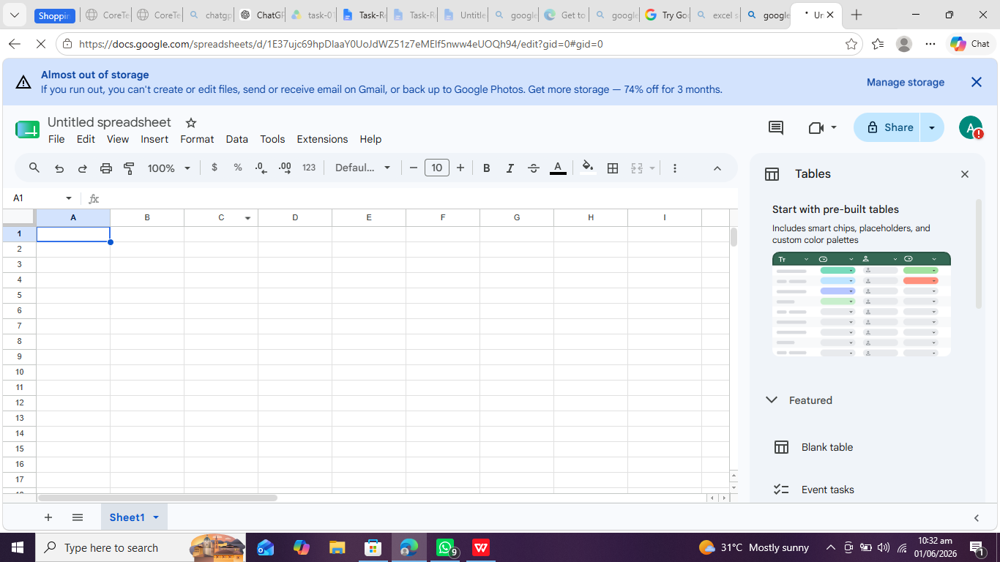 Shoppin
CoreTe
CoreTe
chatgp
ChatGF
task-01
Task-Re
Task-Re
Untitle
google
Get to
google
Try Goo
excel s
google
Un
https://docs.google.com/spreadsheets/d/1E37ujc69hpDlaaY0UoJdWZ51z7eMEIf5nww4eUOQh94/edit?gid=0#gid=0
Chat
Almost out of storage
If you run out, you can't create or edit files, send or receive email on Gmail, or back up to Google Photos. Get more storage — 74% off for 3 months.
Manage storage
Untitled spreadsheet
File Edit View Insert Format Data Tools Extensions Help
Share
A
100% $ % .0 .00 123 Defaul... 10 B I A
Tables
A1 fx
A B C D E F G H I
1
2
3
4
5
6
7
8
9
10
11
12
13
14
15
16
17
Start with pre-built tables
Includes smart chips, placeholders, and
custom color palettes
Featured
Blank table
Event tasks
Sheet1
Type here to search
9
31°C Mostly sunny
10:32 am
01/06/2026
1